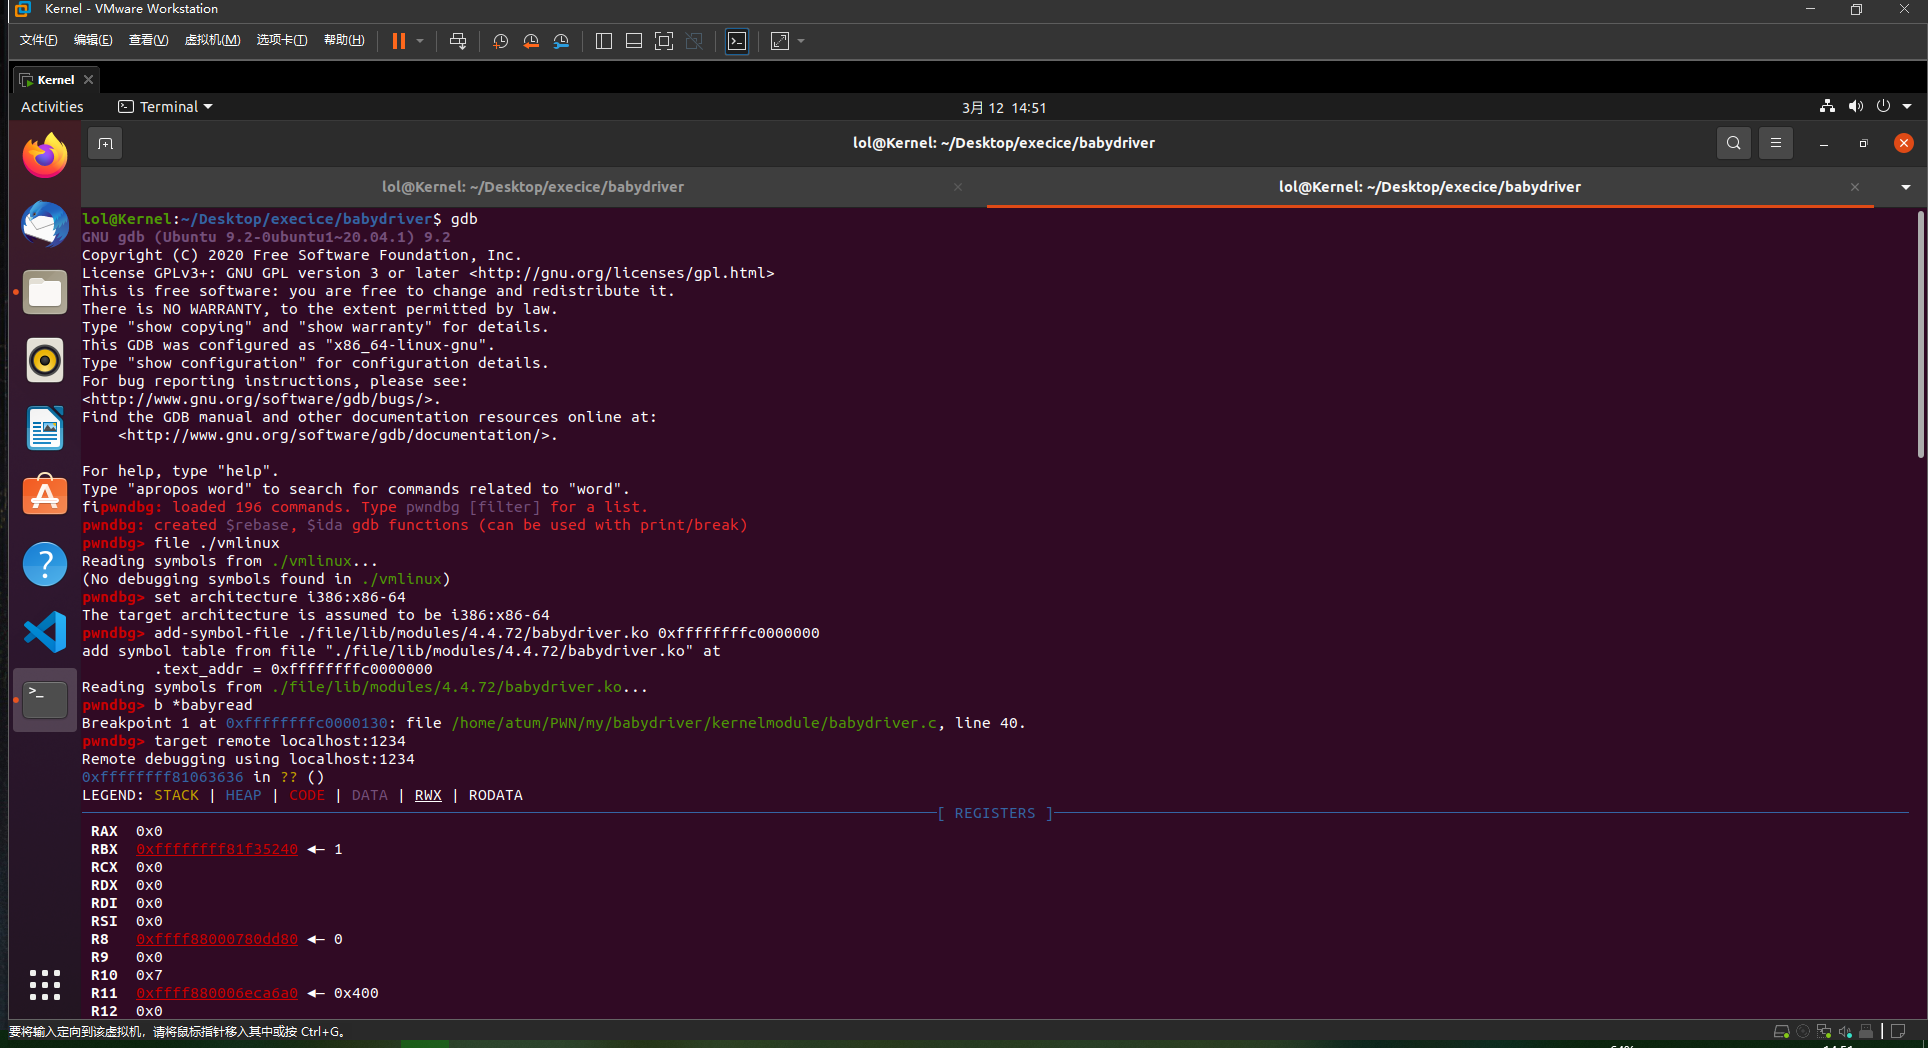 Kernel - VMware Workstation
文件(F) 编辑(E) 查看(V) 虚拟机(M) 选项卡(T) 帮助(H)
Kernel
Activities Terminal 3月 12 14:51
lol@Kernel: ~/Desktop/execice/babydriver
lol@Kernel: ~/Desktop/execice/babydriver lol@Kernel: ~/Desktop/execice/babydriver
lol@Kernel:~/Desktop/execice/babydriver$ gdb
GNU gdb (Ubuntu 9.2-0ubuntu1~20.04.1) 9.2
Copyright (C) 2020 Free Software Foundation, Inc.
License GPLv3+: GNU GPL version 3 or later <http://gnu.org/licenses/gpl.html>
This is free software: you are free to change and redistribute it.
There is NO WARRANTY, to the extent permitted by law.
Type "show copying" and "show warranty" for details.
This GDB was configured as "x86_64-linux-gnu".
Type "show configuration" for configuration details.
For bug reporting instructions, please see:
<http://www.gnu.org/software/gdb/bugs/>.
Find the GDB manual and other documentation resources online at:
    <http://www.gnu.org/software/gdb/documentation/>.
For help, type "help".
Type "apropos word" to search for commands related to "word".
fipwndbg: loaded 196 commands. Type pwndbg [filter] for a list.
pwndbg: created $rebase, $ida gdb functions (can be used with print/break)
pwndbg> file ./vmlinux
Reading symbols from ./vmlinux...
(No debugging symbols found in ./vmlinux)
pwndbg> set architecture i386:x86-64
The target architecture is assumed to be i386:x86-64
pwndbg> add-symbol-file ./file/lib/modules/4.4.72/babydriver.ko 0xffffffffc0000000
add symbol table from file "./file/lib/modules/4.4.72/babydriver.ko" at
        .text_addr = 0xffffffffc0000000
Reading symbols from ./file/lib/modules/4.4.72/babydriver.ko...
pwndbg> b *babyread
Breakpoint 1 at 0xffffffffc0000130: file /home/atum/PWN/my/babydriver/kernelmodule/babydriver.c, line 40.
pwndbg> target remote localhost:1234
Remote debugging using localhost:1234
0xffffffff81063636 in ?? ()
LEGEND: STACK | HEAP | CODE | DATA | RWX | RODATA
[ REGISTERS ]
RAX  0x0
RBX  0xffffffff81f35240 ◂— 1
RCX  0x0
RDX  0x0
RDI  0x0
RSI  0x0
R8   0xffff88000780dd80 ◂— 0
R9   0x0
R10  0x7
R11  0xffff880006eca6a0 ◂— 0x400
R12  0x0
要将输入定向到该虚拟机，请将鼠标指针移入其中或按 Ctrl+G。